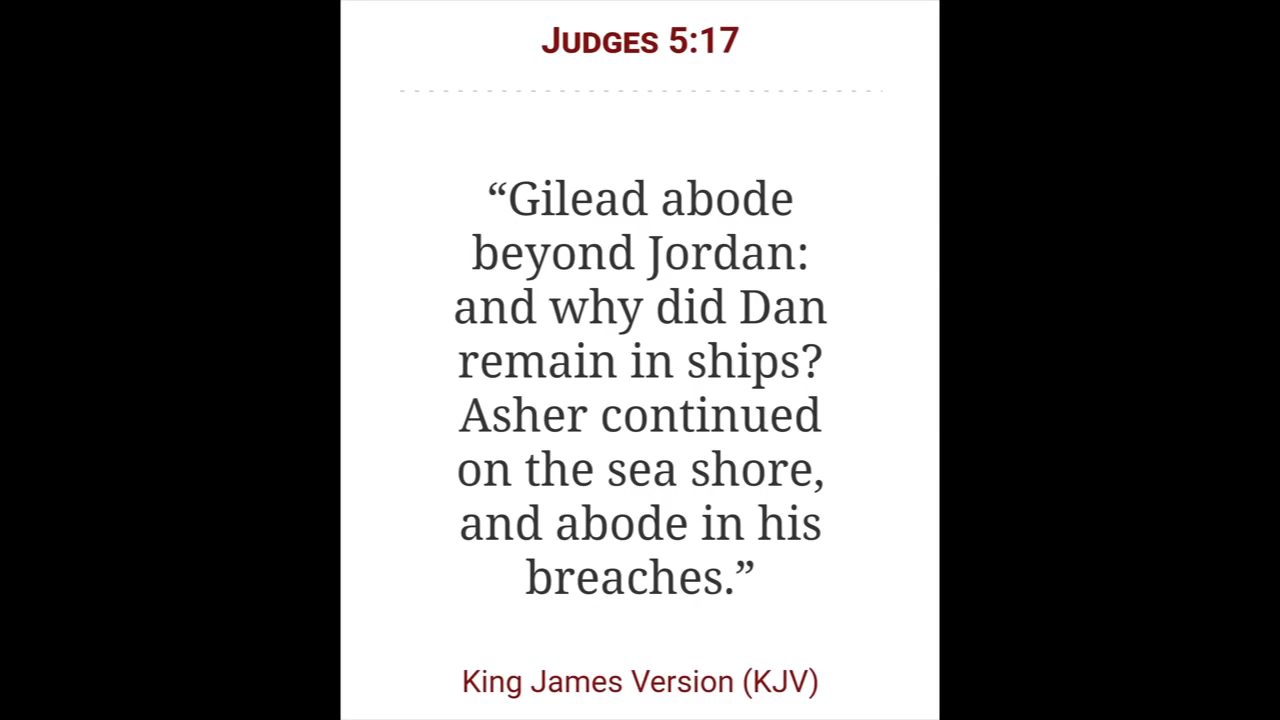 Judges 5:17
“Gilead abode
beyond Jordan:
and why did Dan
remain in ships?
Asher continued
on the sea shore,
and abode in his
breaches.”
King James Version (KJV)